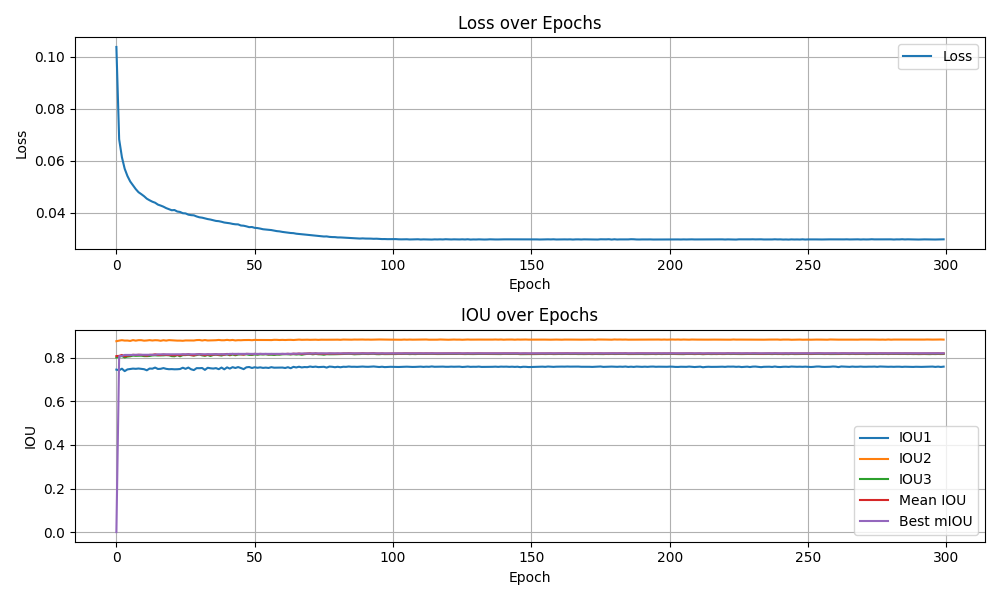 Loss over Epochs
0.10
0.08
0.06
0.04
Loss
Loss
0 50 100 150 200 250 300
Epoch
IOU over Epochs
0.8
0.6
0.4
0.2
0.0
IOU
IOU1
IOU2
IOU3
Mean IOU
Best mIOU
0 50 100 150 200 250 300
Epoch